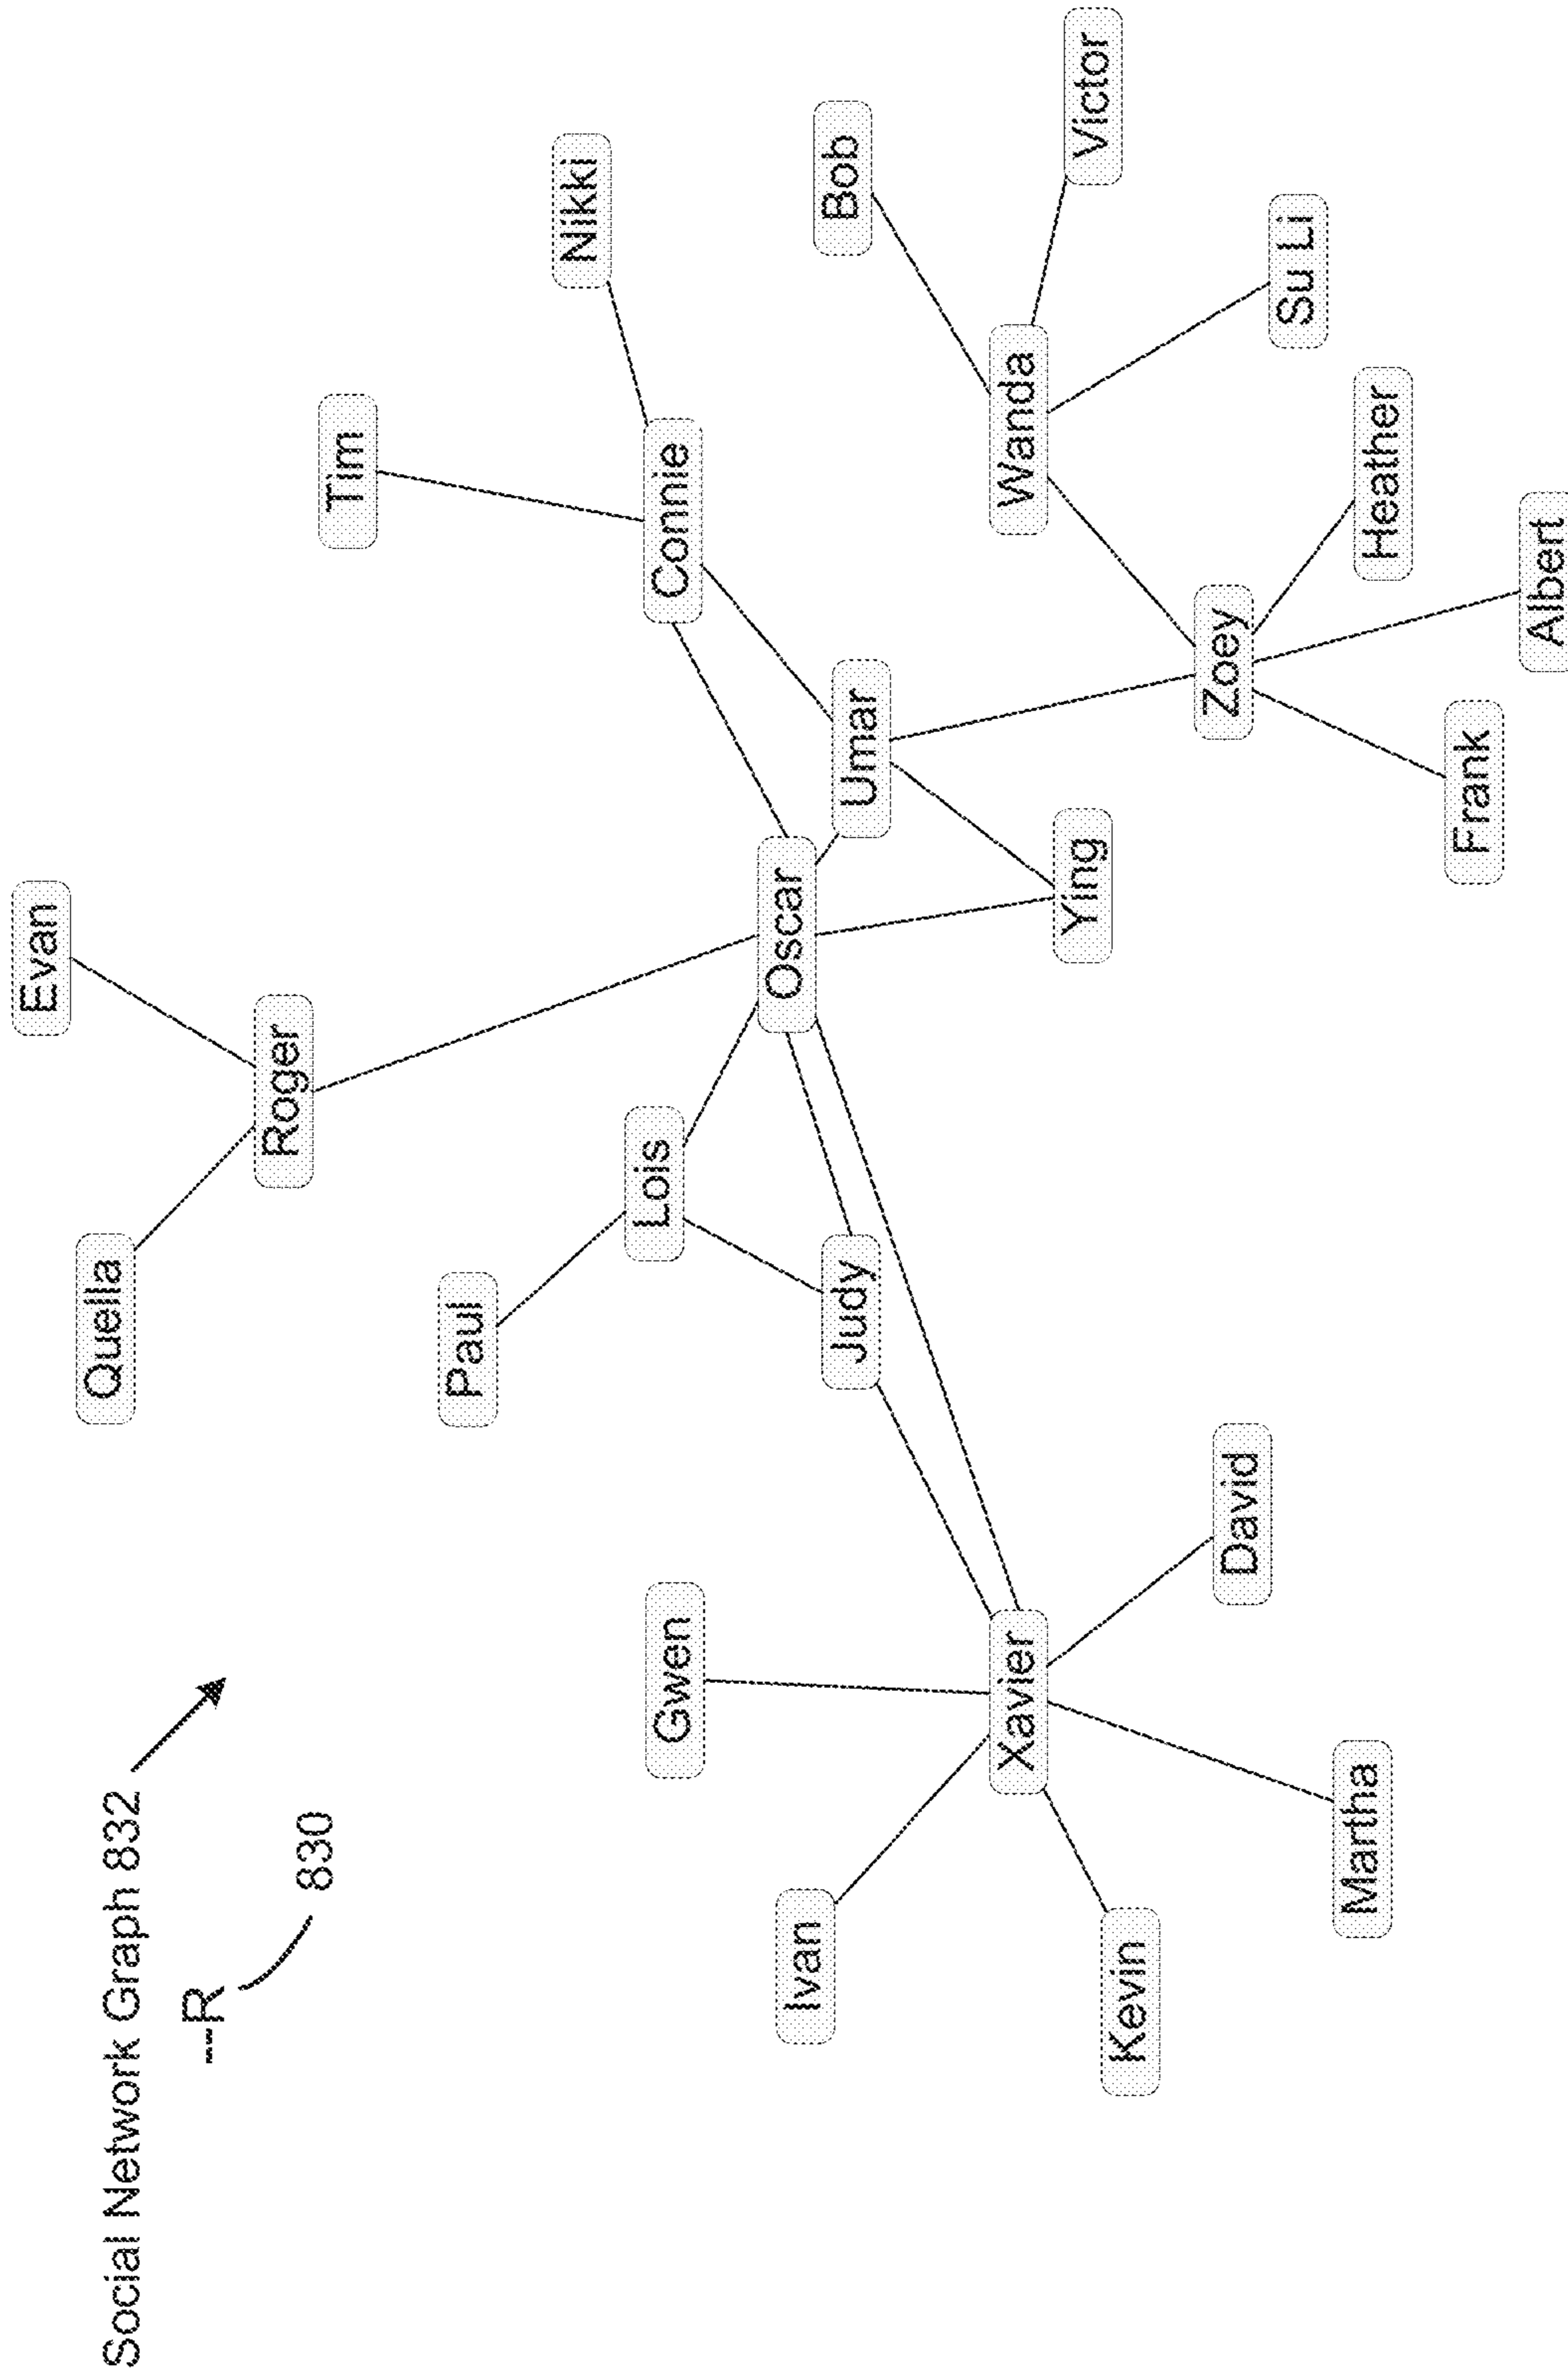 Social Network Graph 832
--R
830
Quella
Evan
Roger
Tim
Paul
Nikki
Lois
Connie
Gwen
Oscar
Bob
Ivan
Judy
Umar
Xavier
Wanda
Victor
Kevin
Ying
David
Zoey
Su Li
Martha
Heather
Frank
Albert